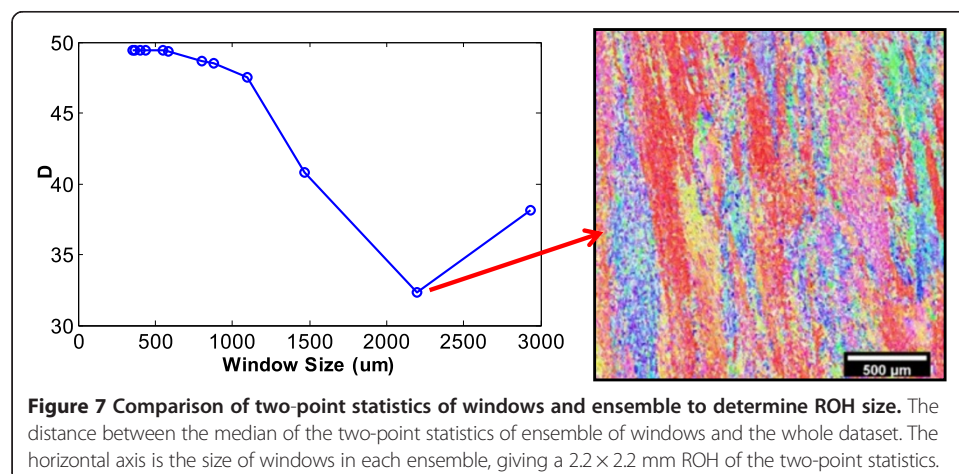 50
45
40
35
30
D
0 500 1000 1500 2000 2500 3000
Window Size (um)
500 µm
Figure 7 Comparison of two-point statistics of windows and ensemble to determine ROH size. The
distance between the median of the two-point statistics of ensemble of windows and the whole dataset. The
horizontal axis is the size of windows in each ensemble, giving a 2.2 × 2.2 mm ROH of the two-point statistics.